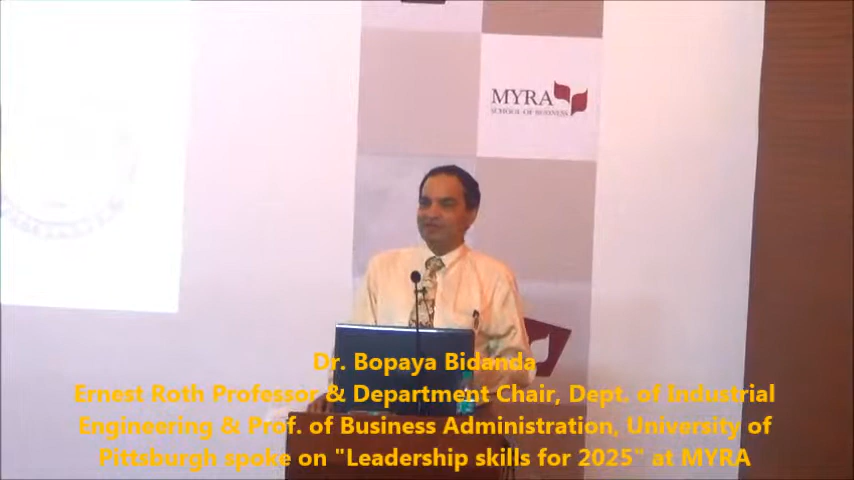 MYRA
SCHOOL OF BUSINESS
Dr. Bopaya Bidanda
Ernest Roth Professor & Department Chair, Dept. of Industrial
Engineering & Prof. of Business Administration, University of
Pittsburgh spoke on "Leadership skills for 2025" at MYRA